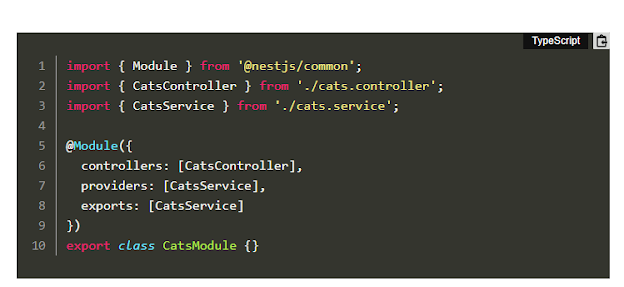 TypeScript
1 import { Module } from '@nestjs/common';
2 import { CatsController } from './cats.controller';
3 import { CatsService } from './cats.service';
4
5 @Module({
6   controllers: [CatsController],
7   providers: [CatsService],
8   exports: [CatsService]
9 })
10 export class CatsModule {}